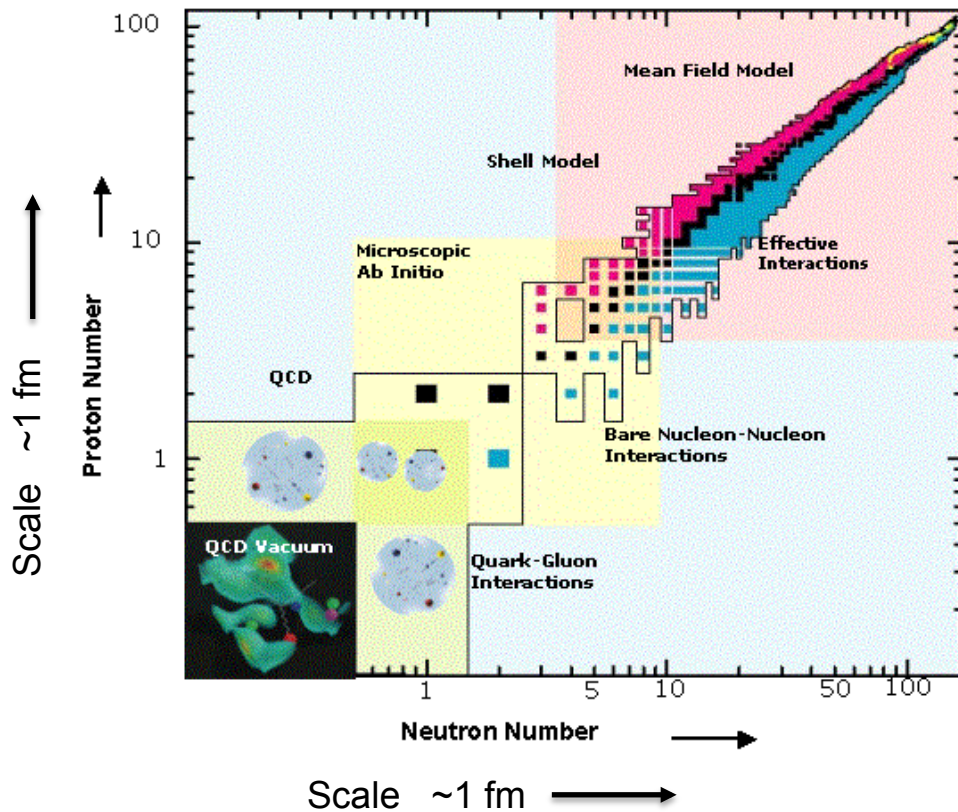 100
Mean Field Model
Shell Model
20
10
Microscopic
Ab Initio
Effective
Interactions
QCD
Bare Nucleon-Nucleon
Interactions
1
QCD Vacuum
Quark-Gluon
Interactions
1
5
10
50
100
Neutron Number
Scale ~1 fm
Proton Number
Scale ~1 fm